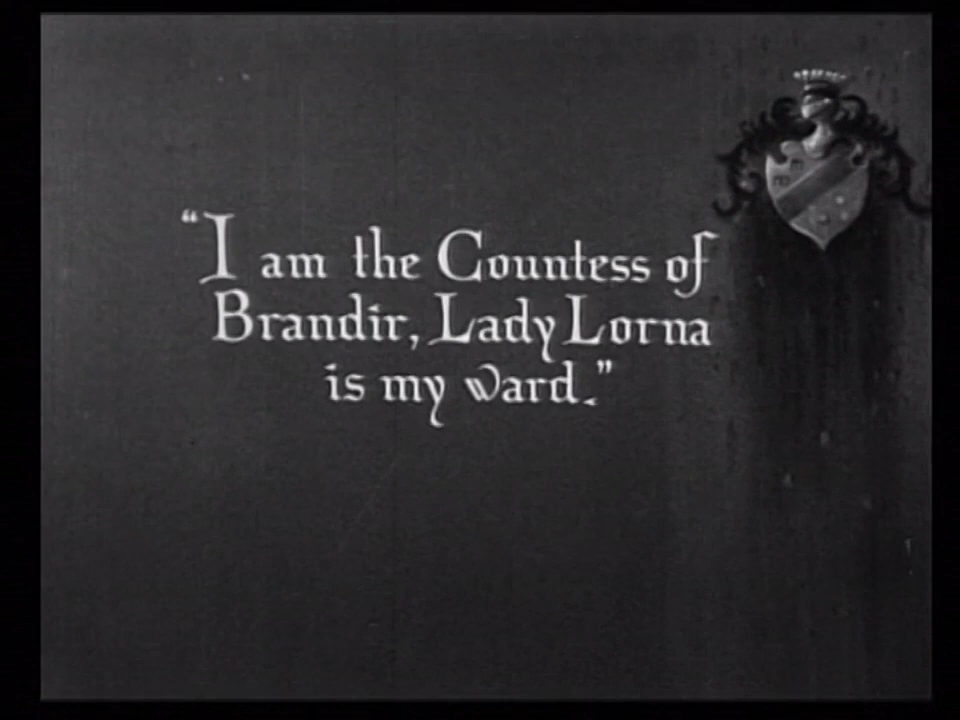 “I am the Countess of
Brandir, Lady Lorna
is my ward.”